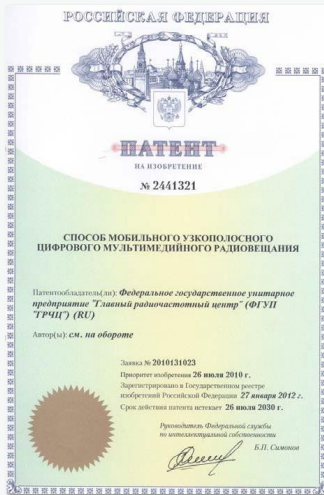 РОССИЙСКАЯ ФЕДЕРАЦИЯ
ПАТЕНТ
НА ИЗОБРЕТЕНИЕ
№ 2441321
СПОСОБ МОБИЛЬНОГО УЗКОПОЛОСНОГО
ЦИФРОВОГО МУЛЬТИМЕДИЙНОГО РАДИОВЕЩАНИЯ
Патентообладатель(ли): Федеральное государственное унитарное
предприятие "Главный радиочастотный центр" (ФГУП
"ГРЧЦ") (RU)
Автор(ы): см. на обороте
Заявка № 2010131023
Приоритет изобретения 26 июля 2010 г.
Зарегистрировано в Государственном реестре
изобретений Российской Федерации 27 января 2012 г.
Срок действия патента истекает 26 июля 2030 г.
Руководитель Федеральной службы
по интеллектуальной собственности
Б.П. Симонов